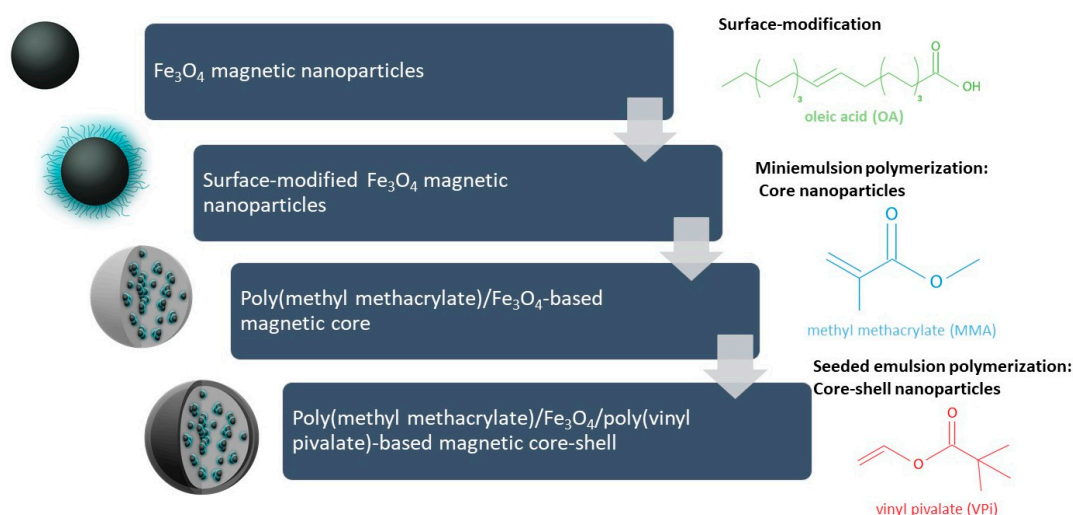 Surface-modification
Fe₃O₄ magnetic nanoparticles
O
OH
3
3
oleic acid (OA)
Surface-modified Fe₃O₄ magnetic
nanoparticles
Miniemulsion polymerization:
Core nanoparticles
O
O
methyl methacrylate (MMA)
Poly(methyl methacrylate)/Fe₃O₄-based
magnetic core
Seeded emulsion polymerization:
Core-shell nanoparticles
Poly(methyl methacrylate)/Fe₃O₄/poly(vinyl
pivalate)-based magnetic core-shell
O
O
vinyl pivalate (VPi)